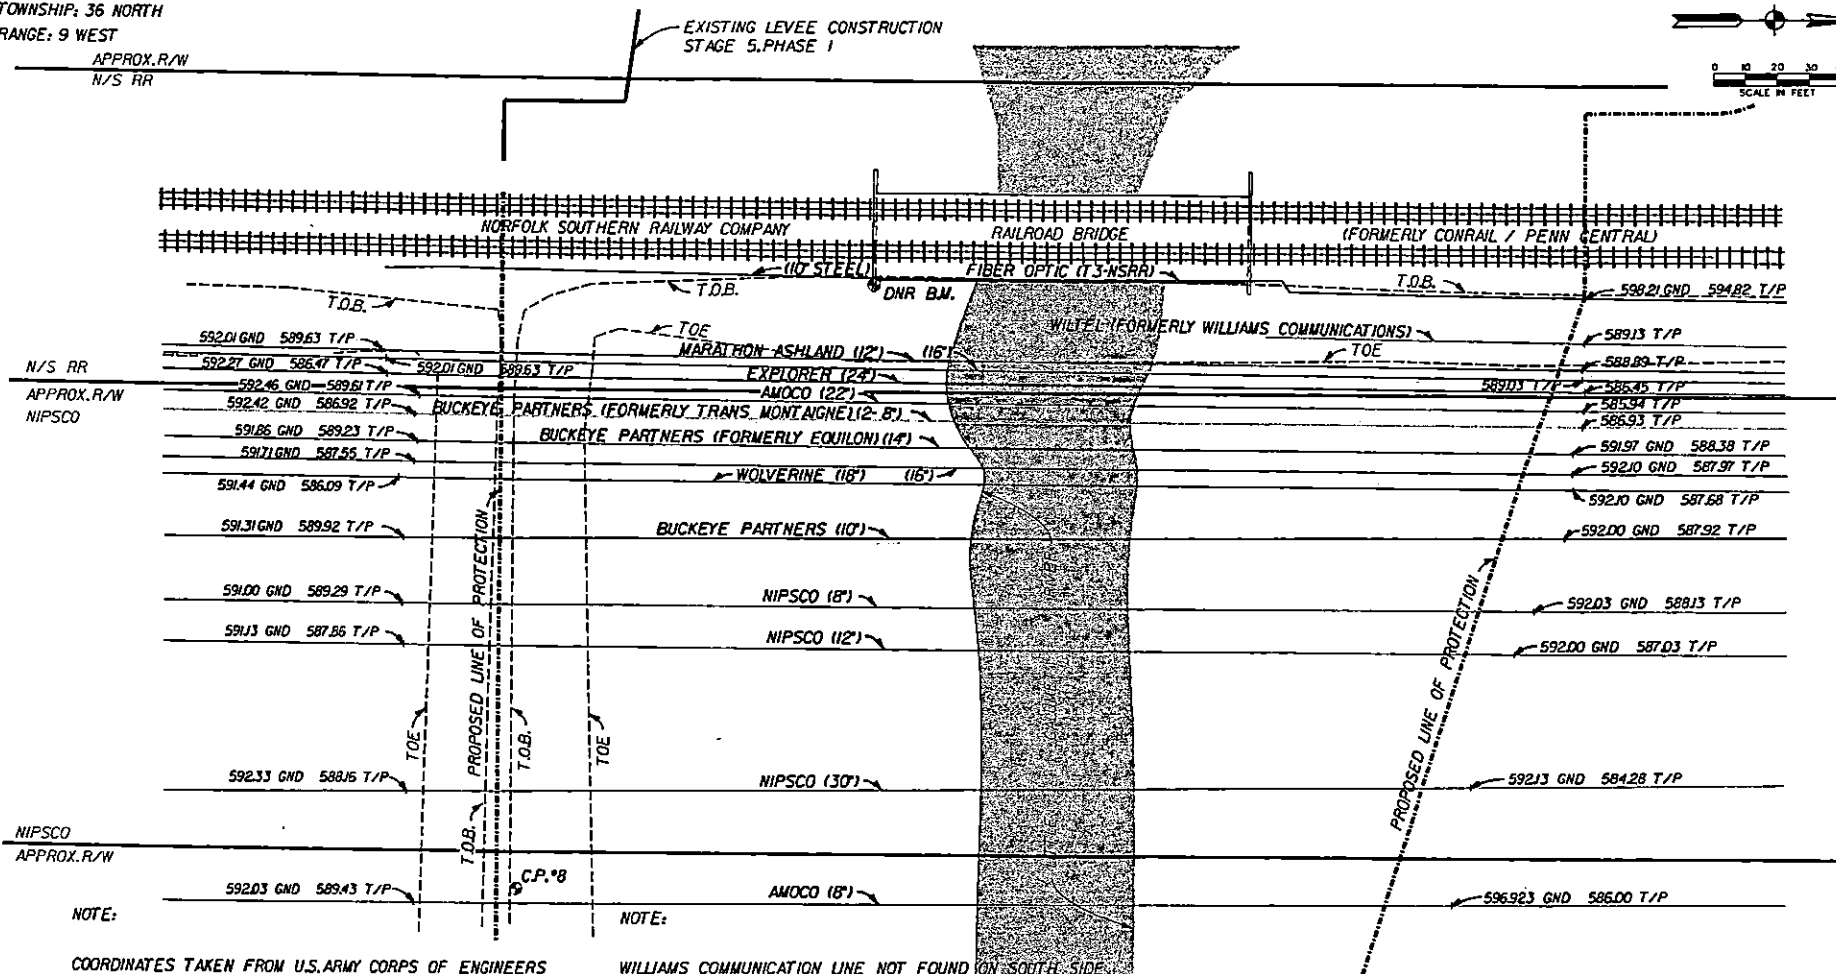 TOWNSHIP: 36 NORTH
RANGE: 9 WEST
APPROX.R/W
N/S RR
EXISTING LEVEE CONSTRUCTION
STAGE 5,PHASE 1
0 10 20 30
SCALE IN FEET
NORFOLK SOUTHERN RAILWAY COMPANY
RAILROAD BRIDGE
(FORMERLY CONRAIL / PENN CENTRAL)
(10" STEEL)
FIBER OPTIC (T3-NSRR)
T.O.B.
T.O.B.
T.O.B.
DNR B.M.
598.21 GND 594.82 T/P
TOE
WILTEL (FORMERLY WILLIAMS COMMUNICATIONS)
589.13 T/P
592.01 GND 589.63 T/P
MARATHON-ASHLAND (12") (16")
TOE
588.89 T/P
592.27 GND 586.47 T/P
592.01 GND 589.63 T/P
EXPLORER (24")
589.03 T/P
586.45 T/P
N/S RR
APPROX.R/W
NIPSCO
592.46 GND 589.61 T/P
AMOCO (22")
585.94 T/P
592.42 GND 586.92 T/P
BUCKEYE PARTNERS (FORMERLY TRANS MONTAIGNE) (2- 8")
586.93 T/P
591.86 GND 589.23 T/P
BUCKEYE PARTNERS (FORMERLY EQUILON) (14")
591.97 GND 588.38 T/P
591.71 GND 587.55 T/P
592.10 GND 587.97 T/P
591.44 GND 586.09 T/P
WOLVERINE (18") (16")
592.10 GND 587.68 T/P
591.31 GND 589.92 T/P
BUCKEYE PARTNERS (10")
592.00 GND 587.92 T/P
591.00 GND 589.29 T/P
NIPSCO (8")
592.03 GND 588.13 T/P
591.13 GND 587.86 T/P
NIPSCO (12")
592.00 GND 587.03 T/P
TOE
PROPOSED LINE OF PROTECTION
T.O.B.
T.O.B.
TOE
PROPOSED LINE OF PROTECTION
592.33 GND 588.16 T/P
NIPSCO (30")
592.13 GND 584.28 T/P
NIPSCO
APPROX.R/W
C.P.#8
592.03 GND 589.43 T/P
AMOCO (8")
596.923 GND 586.00 T/P
NOTE:
NOTE:
COORDINATES TAKEN FROM U.S.ARMY CORPS OF ENGINEERS
WILLIAMS COMMUNICATION LINE NOT FOUND ON SOUTH SIDE